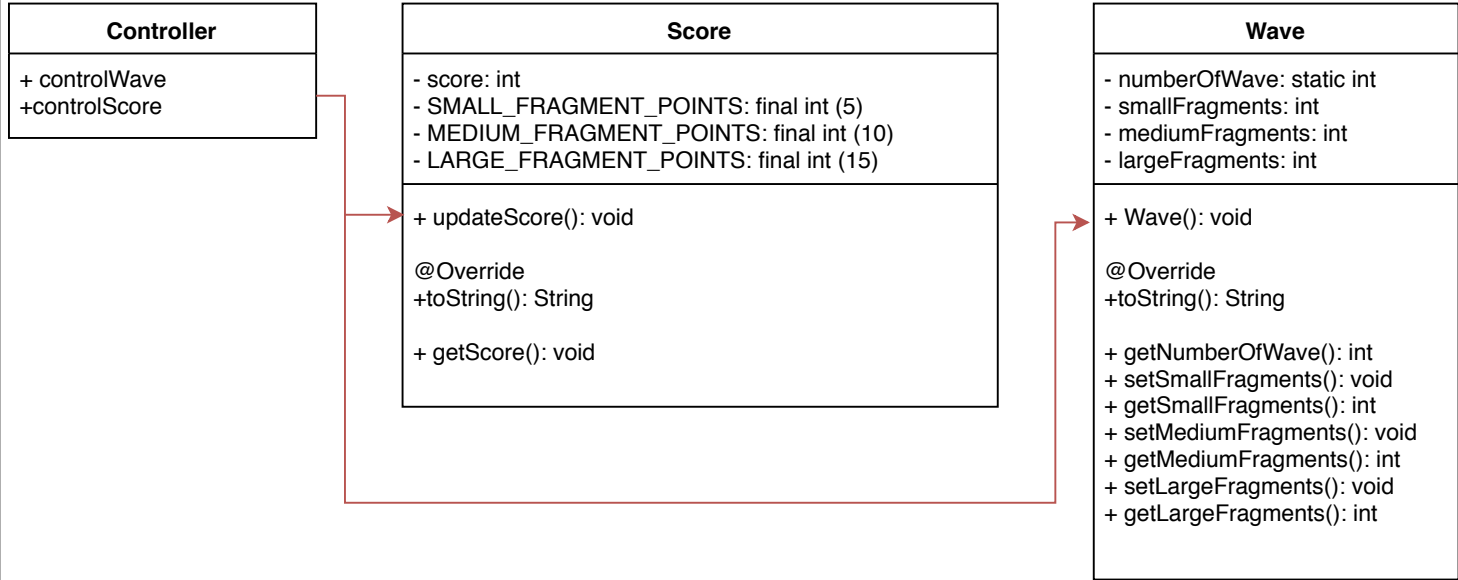 Controller
+ controlWave
+controlScore
Score
- score: int
- SMALL_FRAGMENT_POINTS: final int (5)
- MEDIUM_FRAGMENT_POINTS: final int (10)
- LARGE_FRAGMENT_POINTS: final int (15)
+ updateScore(): void
@Override
+toString(): String
+ getScore(): void
Wave
- numberOfWave: static int
- smallFragments: int
- mediumFragments: int
- largeFragments: int
+ Wave(): void
@Override
+toString(): String
+ getNumberOfWave(): int
+ setSmallFragments(): void
+ getSmallFragments(): int
+ setMediumFragments(): void
+ getMediumFragments(): int
+ setLargeFragments(): void
+ getLargeFragments(): int